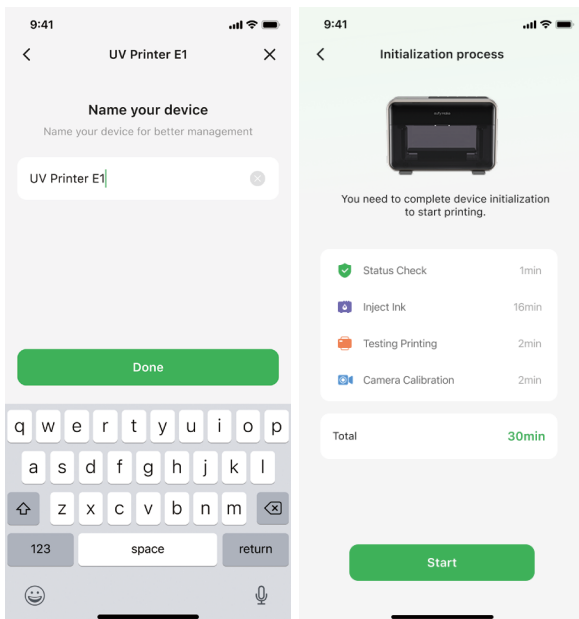 9:41
UV Printer E1
Name your device
Name your device for better management
UV Printer E1
Done
q w e r t y u i o p
a s d f g h j k l
z x c v b n m
123 space return
9:41
Initialization process
You need to complete device initialization
to start printing.
Status Check 1min
Inject Ink 16min
Testing Printing 2min
Camera Calibration 2min
Total 30min
Start